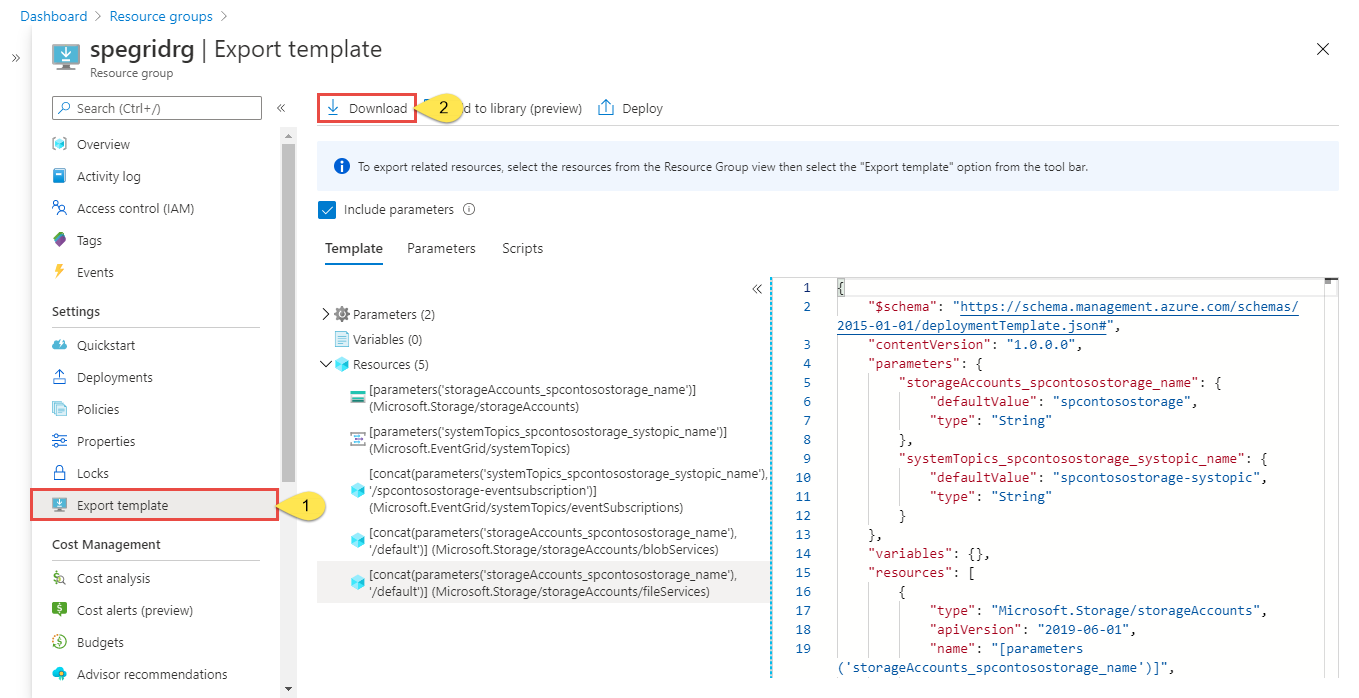 Dashboard > Resource groups >
»
spegridrg | Export template
Resource group
Search (Ctrl+/)
«
Overview
Activity log
Access control (IAM)
Tags
Events
Settings
Quickstart
Deployments
Policies
Properties
Locks
Export template
1
Cost Management
Cost analysis
Cost alerts (preview)
Budgets
Advisor recommendations
Download
2
d to library (preview)
Deploy
To export related resources, select the resources from the Resource Group view then select the "Export template" option from the tool bar.
Include parameters
Template Parameters Scripts
«
Parameters (2)
Variables (0)
Resources (5)
[parameters('storageAccounts_spcontosostorage_name')]
(Microsoft.Storage/storageAccounts)
[parameters('systemTopics_spcontosostorage_systopic_name')]
(Microsoft.EventGrid/systemTopics)
[concat(parameters('systemTopics_spcontosostorage_systopic_name'),
'/spcontosostorage-eventsubscription')]
(Microsoft.EventGrid/systemTopics/eventSubscriptions)
[concat(parameters('storageAccounts_spcontosostorage_name'),
'/default')] (Microsoft.Storage/storageAccounts/blobServices)
[concat(parameters('storageAccounts_spcontosostorage_name'),
'/default')] (Microsoft.Storage/storageAccounts/fileServices)
1 {
2 "$schema": "https://schema.management.azure.com/schemas/
2015-01-01/deploymentTemplate.json#",
3 "contentVersion": "1.0.0.0",
4 "parameters": {
5 "storageAccounts_spcontosostorage_name": {
6 "defaultValue": "spcontosostorage",
7 "type": "String"
8 },
9 "systemTopics_spcontosostorage_systopic_name": {
10 "defaultValue": "spcontosostorage-systopic",
11 "type": "String"
12 }
13 },
14 "variables": {},
15 "resources": [
16 {
17 "type": "Microsoft.Storage/storageAccounts",
18 "apiVersion": "2019-06-01",
19 "name": "[parameters
('storageAccounts_spcontosostorage_name')]",